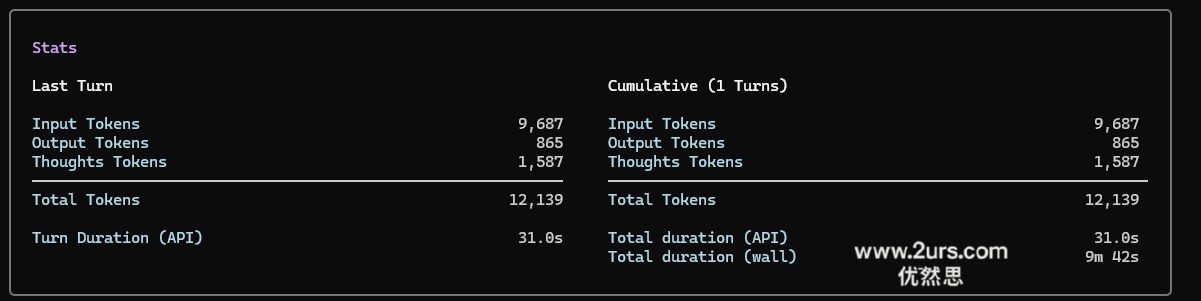 Stats
Last Turn Cumulative (1 Turns)
Input Tokens 9,687 Input Tokens 9,687
Output Tokens 865 Output Tokens 865
Thoughts Tokens 1,587 Thoughts Tokens 1,587
Total Tokens 12,139 Total Tokens 12,139
Turn Duration (API) 31.0s Total duration (API) 31.0s
Total duration (wall) 9m 42s
www.2urs.com
优然思